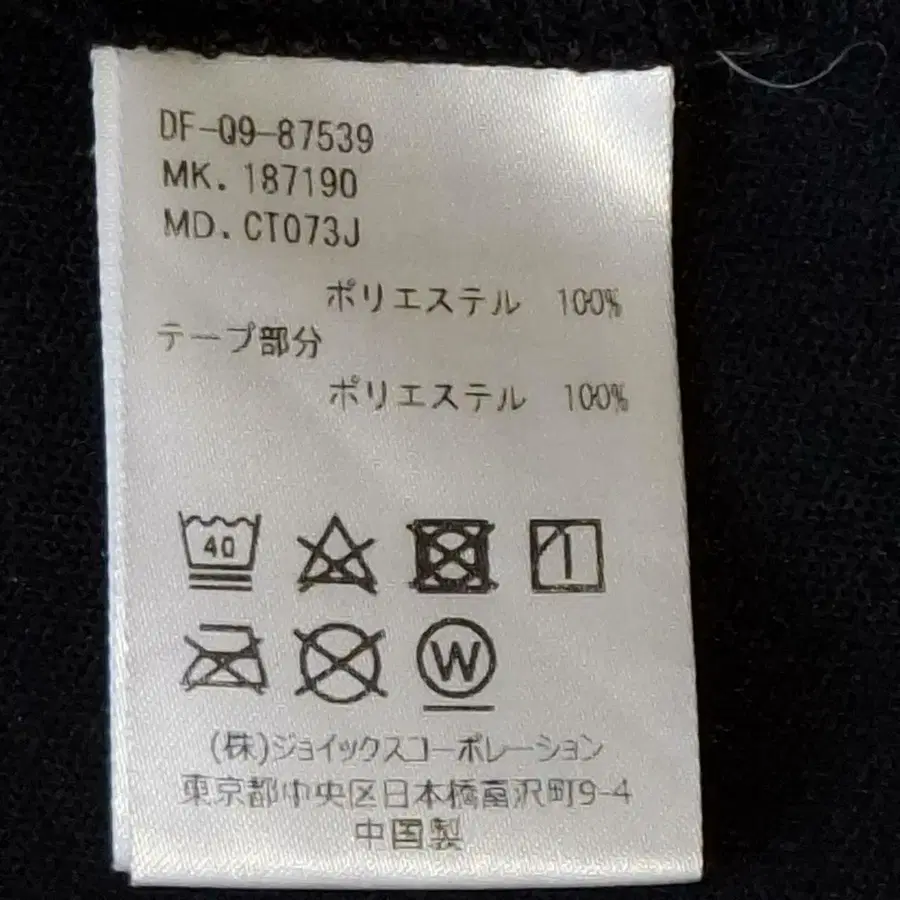 DF-Q9-87539
MK. 187190
MD. CT073J
ポリエステル 100%
テープ部分
ポリエステル 100%
40
W
(株)ジョイックスコーポレーション
東京都中央区日本橋富沢町9-4
中国製